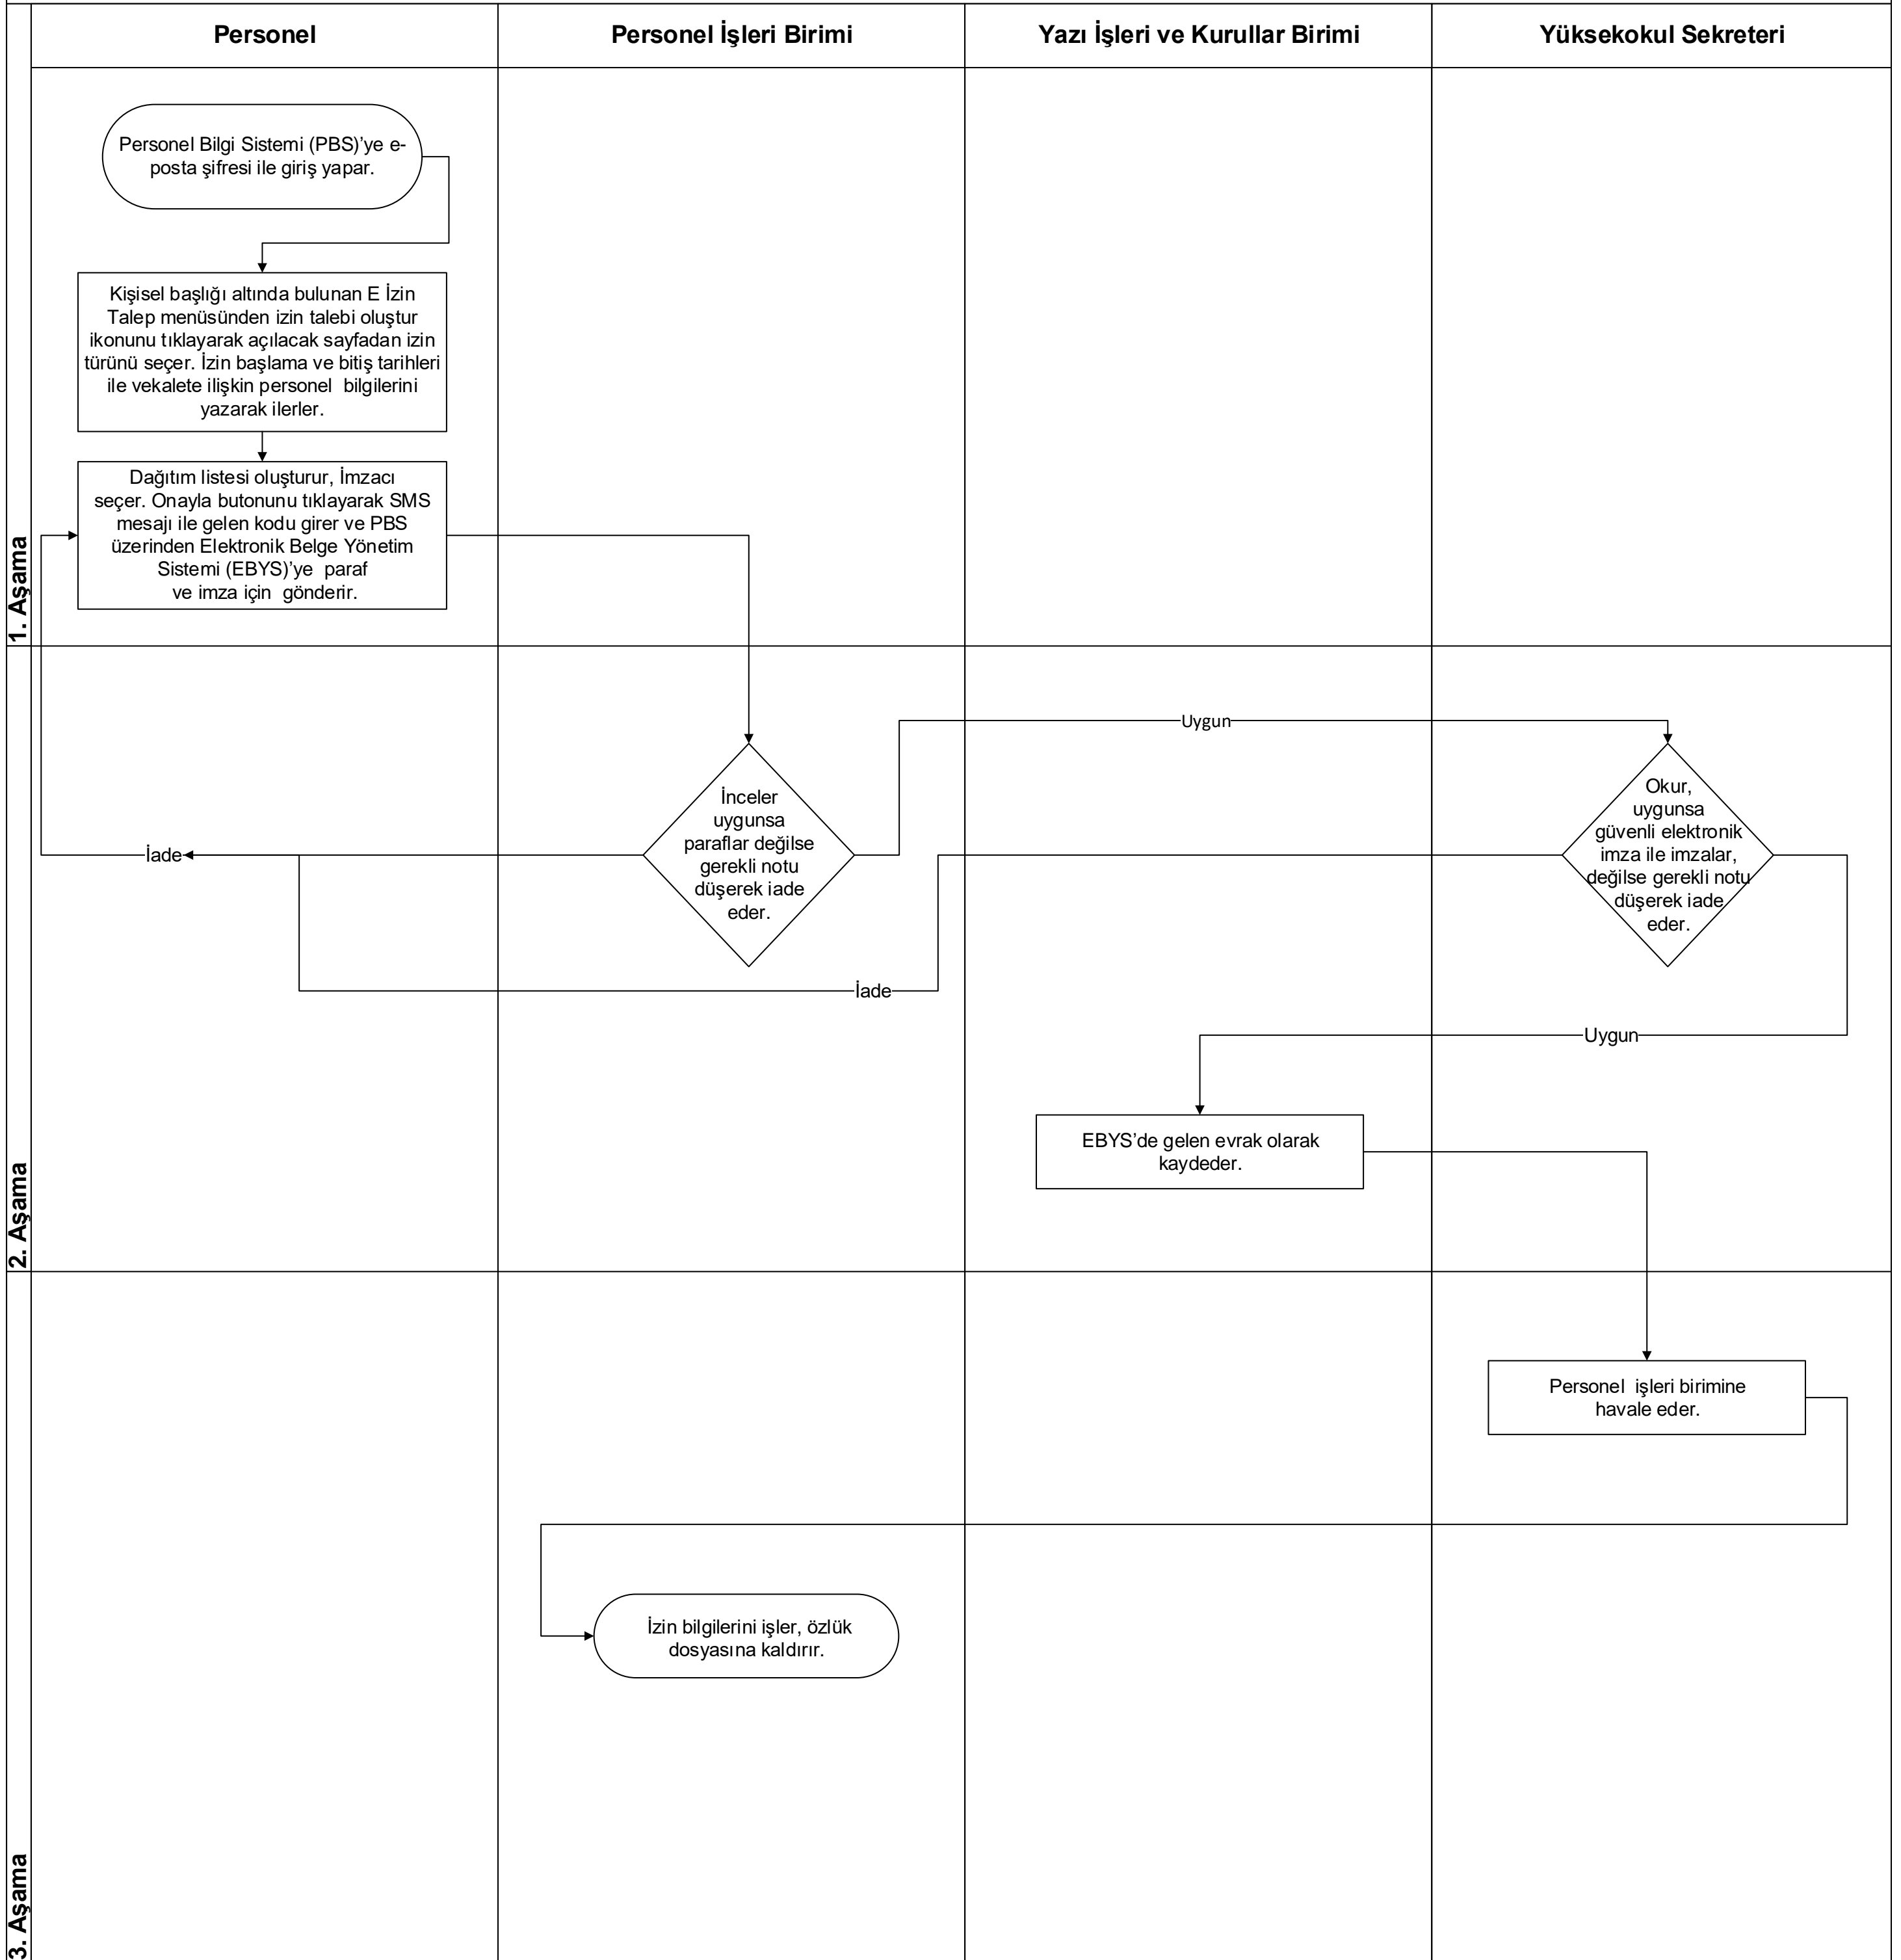 Personel
Personel İşleri Birimi
Yazı İşleri ve Kurullar Birimi
Yüksekokul Sekreteri
Personel Bilgi Sistemi (PBS)’ye e-
posta şifresi ile giriş yapar.
Kişisel başlığı altında bulunan E İzin
Talep menüsünden izin talebi oluştur
ikonunu tıklayarak açılacak sayfadan izin
türünü seçer. İzin başlama ve bitiş tarihleri
ile vekalete ilişkin personel bilgilerini
yazarak ilerler.
Dağıtım listesi oluşturur, İmzacı
seçer. Onayla butonunu tıklayarak SMS
mesajı ile gelen kodu girer ve PBS
üzerinden Elektronik Belge Yönetim
Sistemi (EBYS)’ye paraf
ve imza için gönderir.
1. Aşama
Uygun
İnceler
uygunsa
paraflar değilse
gerekli notu
düşerek iade
eder.
Okur,
uygunsa
güvenli elektronik
imza ile imzalar,
değilse gerekli notu
düşerek iade
eder.
İade
İade
Uygun
EBYS’de gelen evrak olarak
kaydeder.
2. Aşama
Personel işleri birimine
havale eder.
İzin bilgilerini işler, özlük
dosyasına kaldırır.
3. Aşama